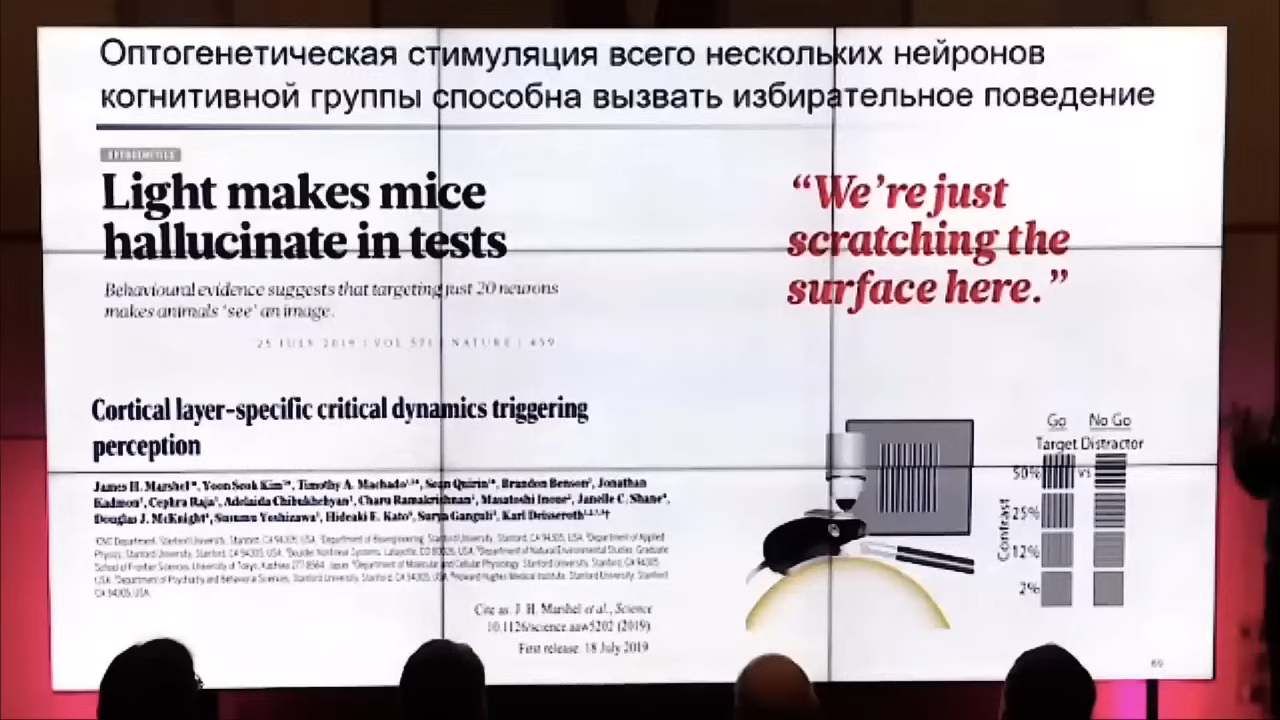 Оптогенетическая стимуляция всего нескольких нейронов
когнитивной группы способна вызвать избирательное поведение
OPTOGENETICS
Light makes mice
hallucinate in tests
Behavioural evidence suggests that targeting just 20 neurons
makes animals ‘see’ an image.
25 JULY 2019 | VOL 571 | NATURE | 459
“We’re just
scratching the
surface here.”
Cortical layer-specific critical dynamics triggering
perception
James H. Marshel, Yoon Seok Kim, Timothy A. Machado, Sean Quirin, Brandon Benson, Jonathan
Kadmon, Cephra Raja, Adelaida Chibukhchyan, Charu Ramakrishnan, Masatoshi Inoue, Janelle C. Shane,
Douglas J. McKnight, Susumu Yoshizawa, Hideaki E. Kato, Surya Ganguli, Karl Deisseroth
Cite as: J. H. Marshel et al., Science
10.1126/science.aaw5202 (2019)
First release: 18 July 2019
Go No Go
Target Distractor
50% vs
25%
12%
2%
Contrast
69